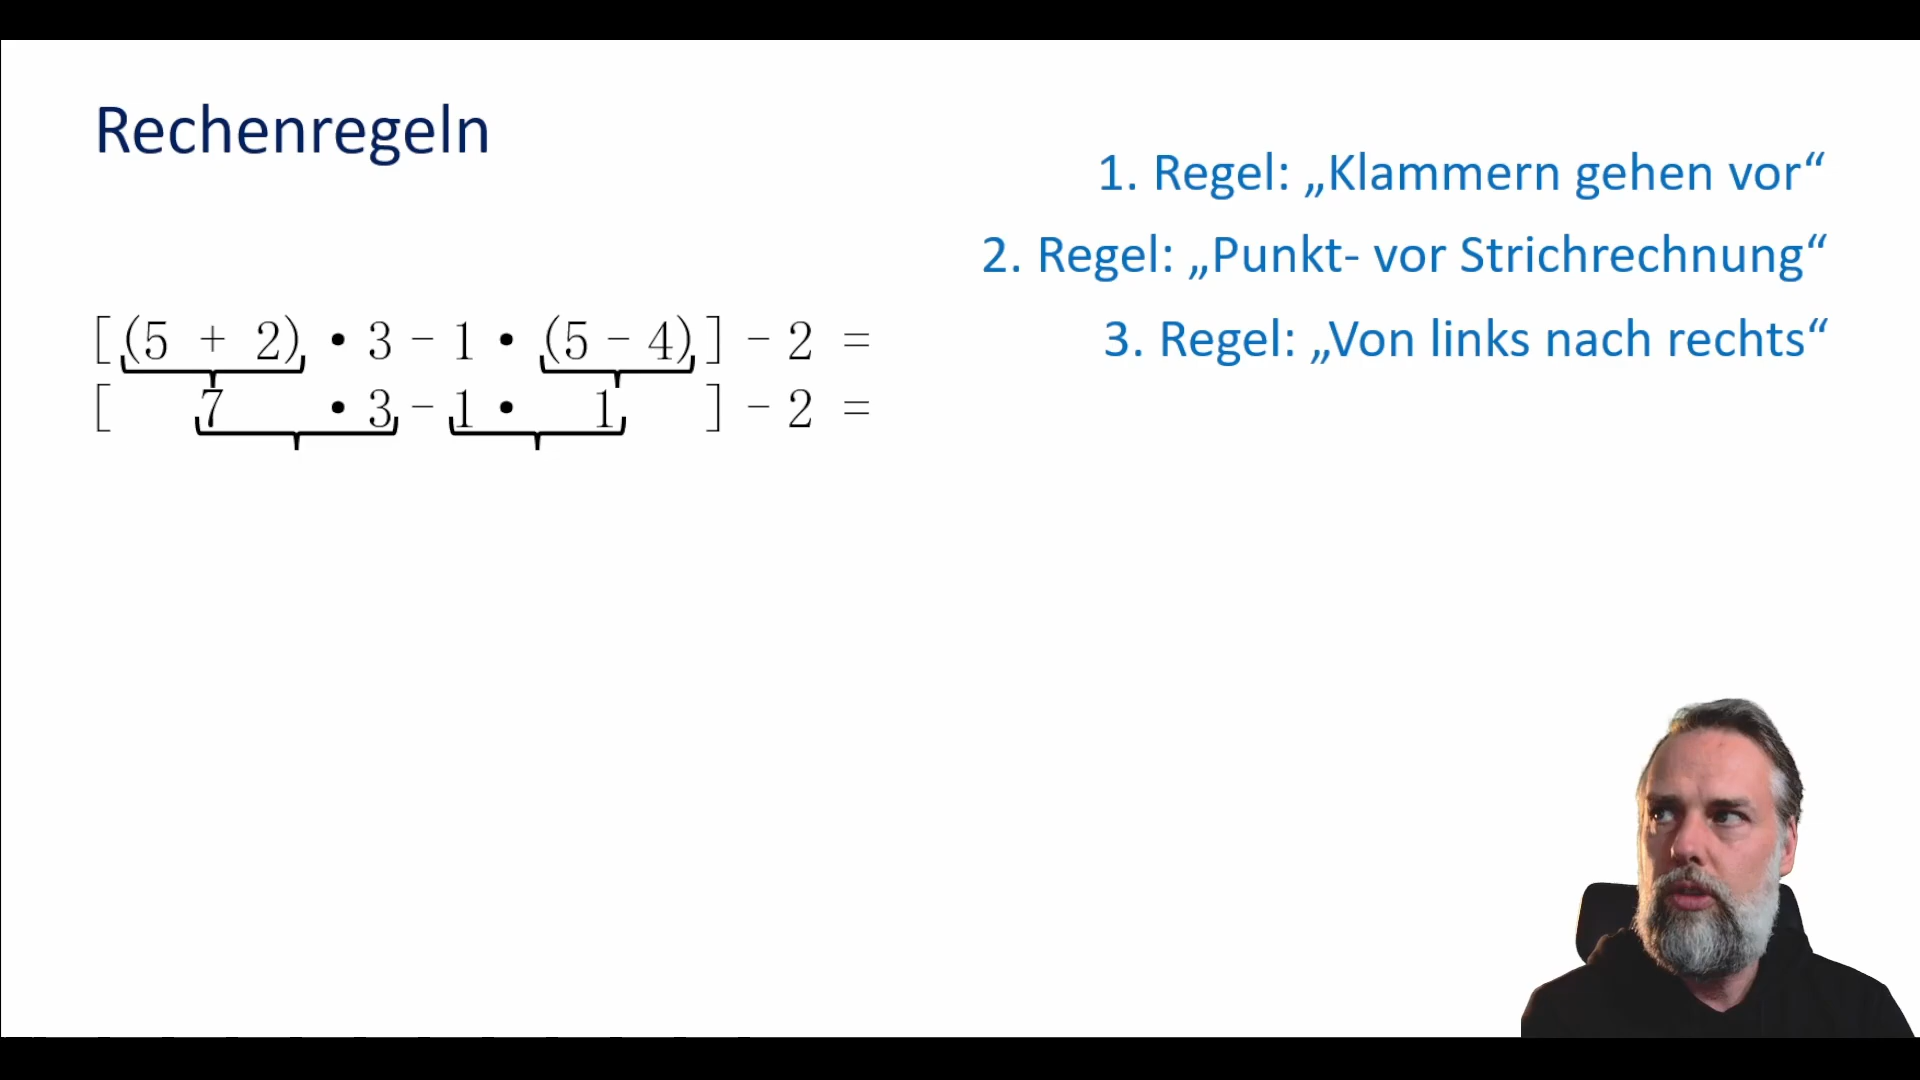 Rechenregeln
1. Regel: „Klammern gehen vor“
2. Regel: „Punkt- vor Strichrechnung“
3. Regel: „Von links nach rechts“
[(5 + 2) • 3 − 1 • (5 − 4)] − 2 =
[ 7 • 3 − 1 • 1 ] − 2 =